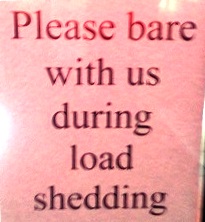 Please bare
with us
during
load
shedding